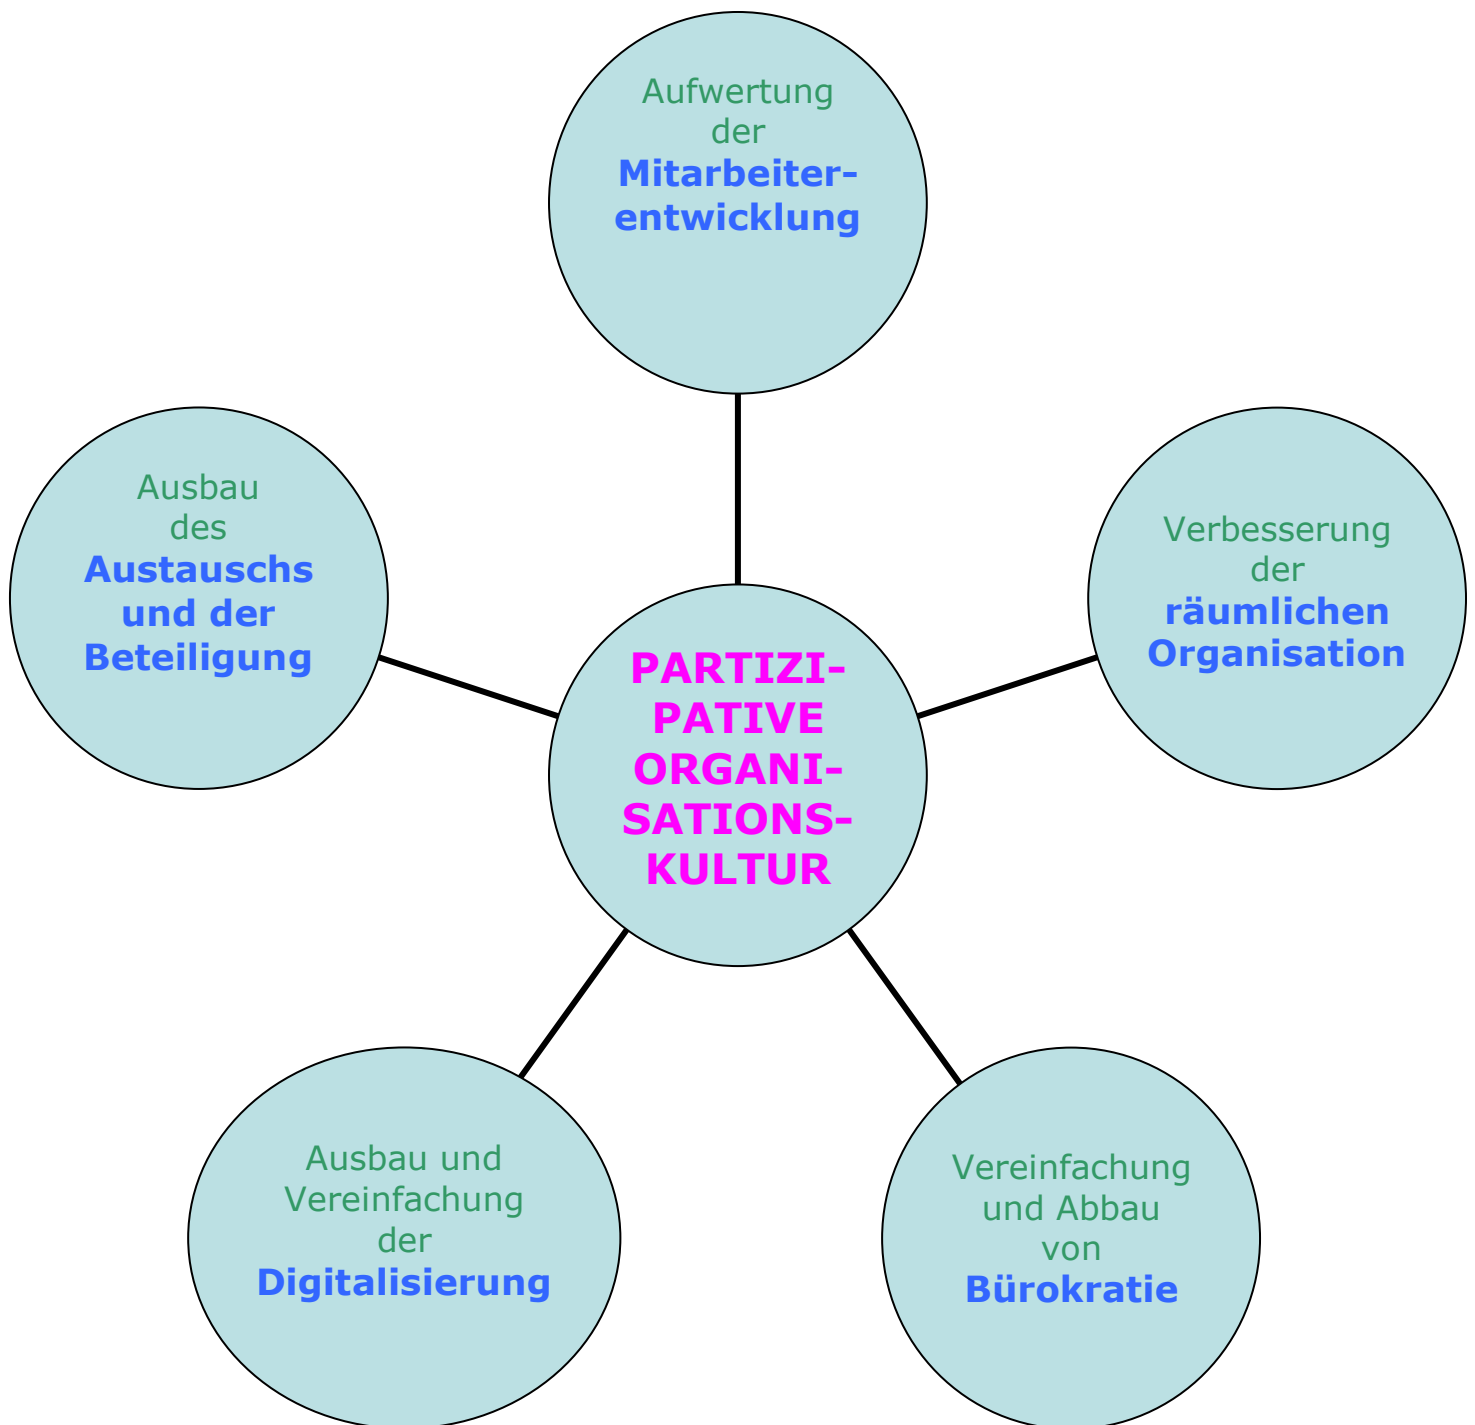 Aufwertung
der
Mitarbeiter-
entwicklung
Ausbau
des
Austauschs
und der
Beteiligung
Verbesserung
der
räumlichen
Organisation
PARTIZI-
PATIVE
ORGANI-
SATIONS-
KULTUR
Ausbau und
Vereinfachung
der
Digitalisierung
Vereinfachung
und Abbau
von
Bürokratie